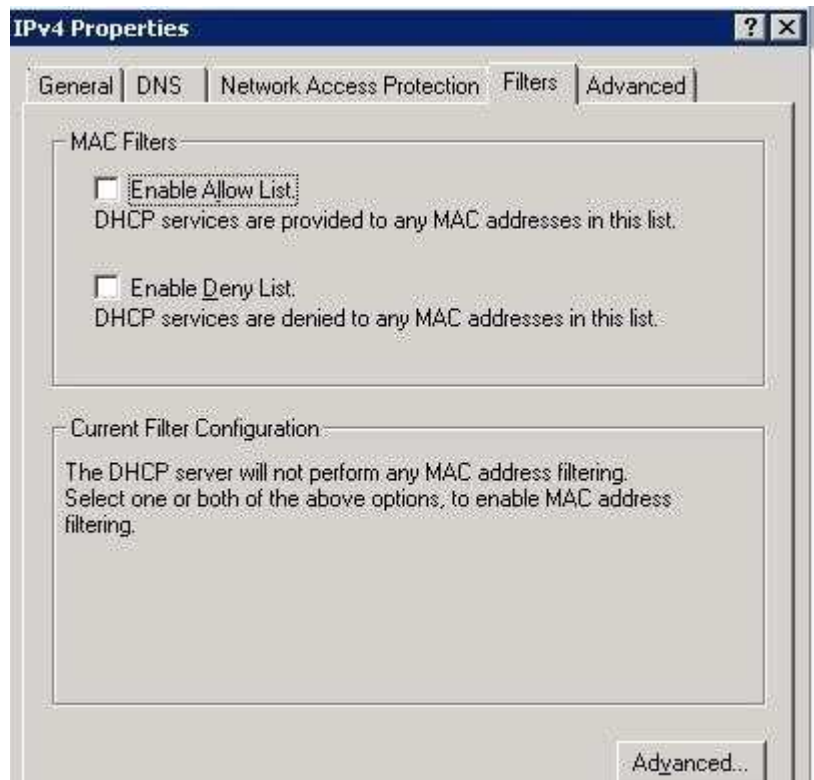 IPv4 Properties
General DNS Network Access Protection Filters Advanced
MAC Filters
Enable Allow List.
DHCP services are provided to any MAC addresses in this list.
Enable Deny List.
DHCP services are denied to any MAC addresses in this list.
Current Filter Configuration
The DHCP server will not perform any MAC address filtering.
Select one or both of the above options, to enable MAC address
filtering.
Advanced...